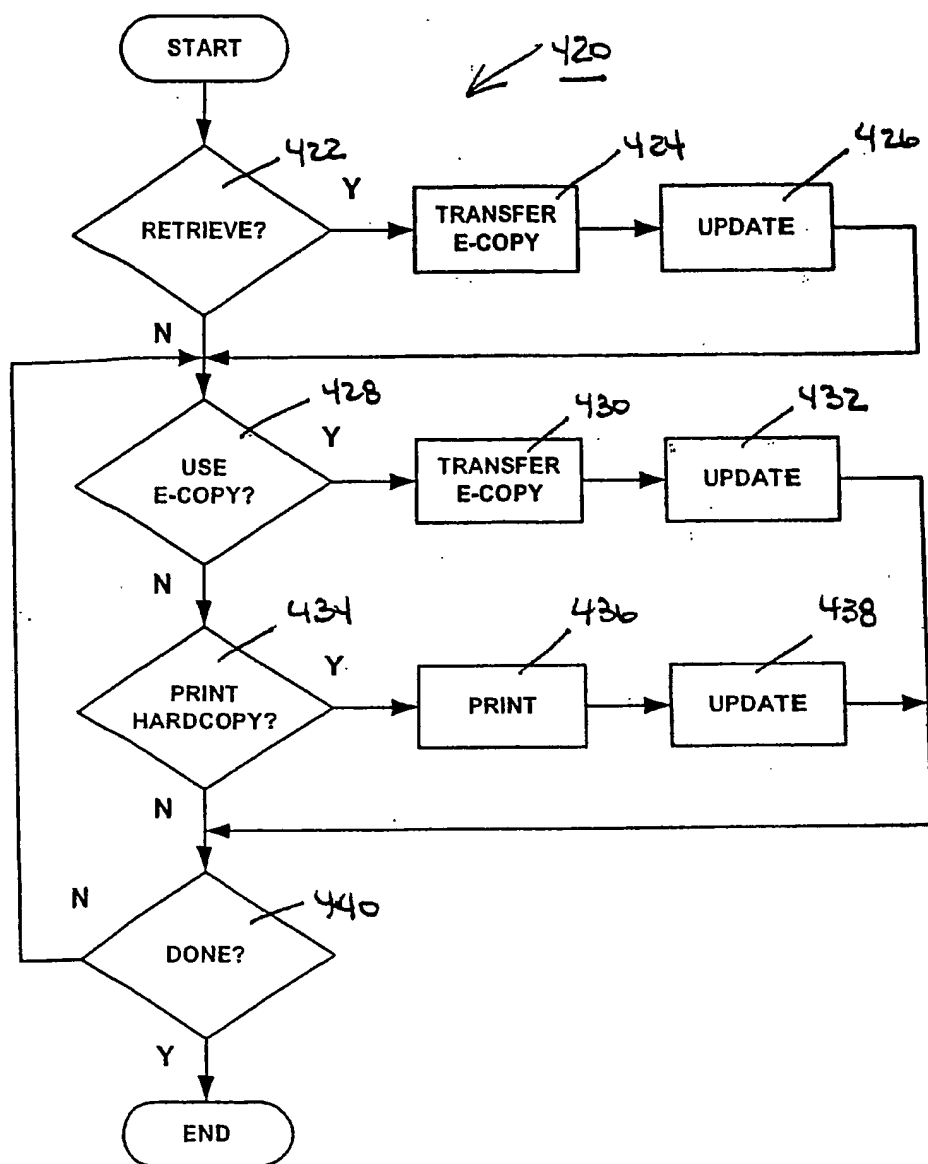 START
420
422
Y
424
426
RETRIEVE?
TRANSFER
E-COPY
UPDATE
N
428
Y
430
432
USE
E-COPY?
TRANSFER
E-COPY
UPDATE
N
434
Y
436
438
PRINT
HARDCOPY?
PRINT
UPDATE
N
N
440
DONE?
Y
END